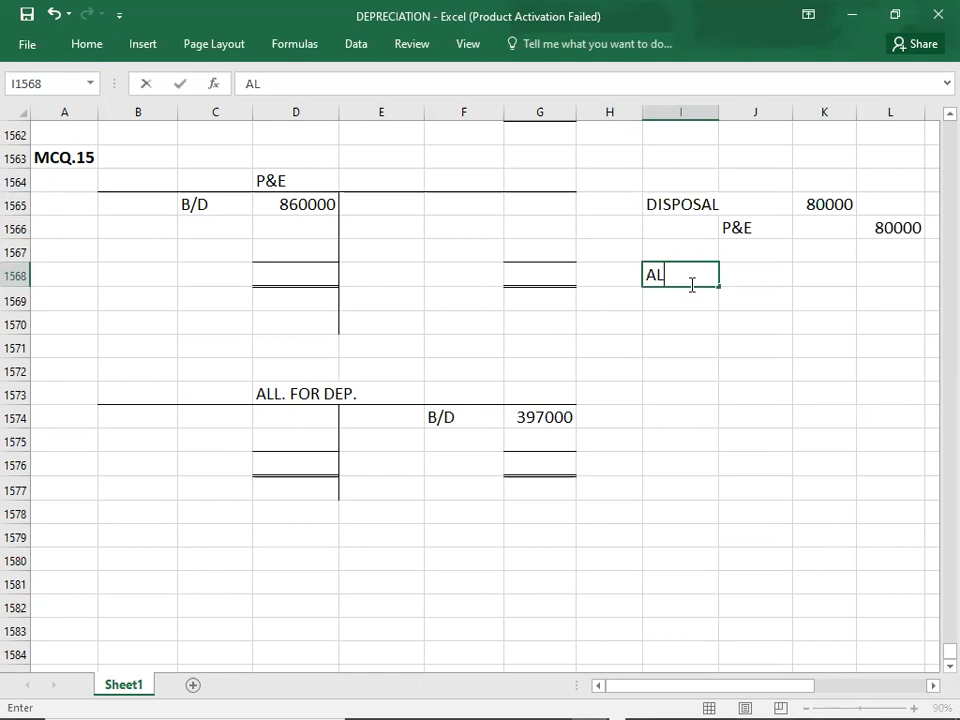 DEPRECIATION - Excel (Product Activation Failed)
File Home Insert Page Layout Formulas Data Review View Tell me what you want to do... Share
I1568 fx AL
A B C D E F G H I J K L
1562
1563 MCQ.15
1564 P&E
1565 B/D 860000 DISPOSAL 80000
1566 P&E 80000
1567
1568 AL
1569
1570
1571
1572
1573 ALL. FOR DEP.
1574 B/D 397000
1575
1576
1577
1578
1579
1580
1581
1582
1583
1584
Sheet1
Enter 90%